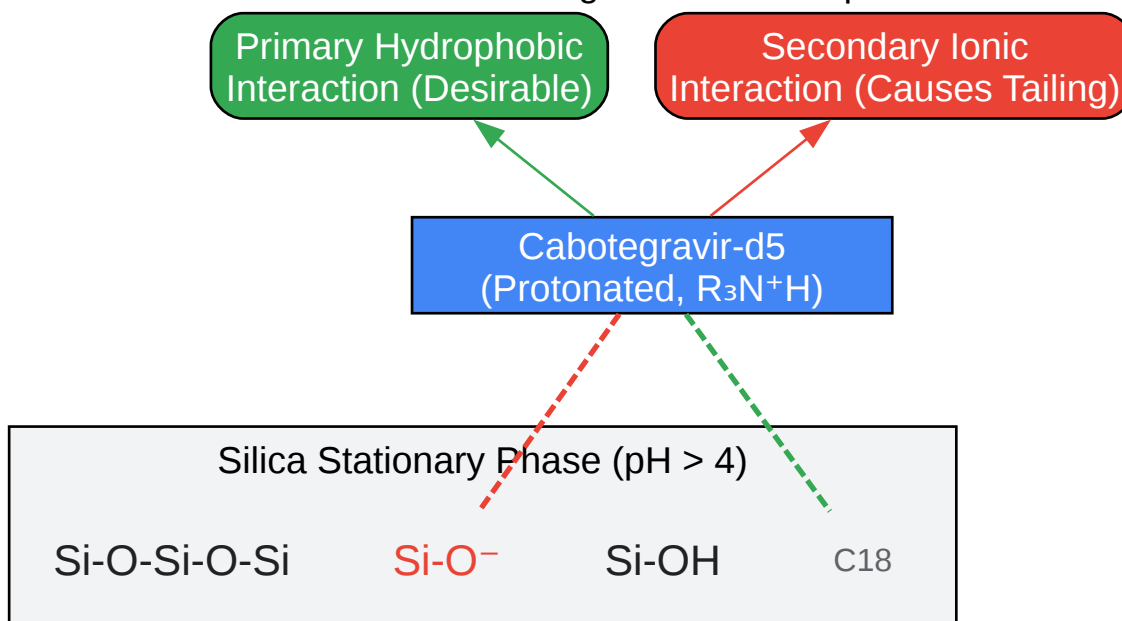 Primary Hydrophobic
Interaction (Desirable)
Secondary Ionic
Interaction (Causes Tailing)
Cabotegravir-d5
(Protonated, R₃N⁺H)
Silica Stationary Phase (pH > 4)
Si-O-Si-O-Si
Si-O⁻
Si-OH
C18